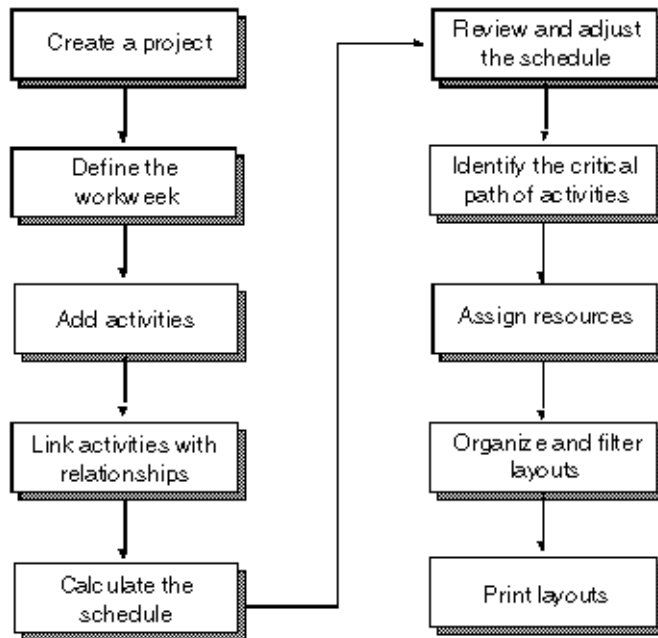 Create a project
Define the
workweek
Add activities
Link activities with
relationships
Calculate the
schedule
Review and adjust
the schedule
Identify the critical
path of activities
Assign resources
Organize and filter
layouts
Print layouts